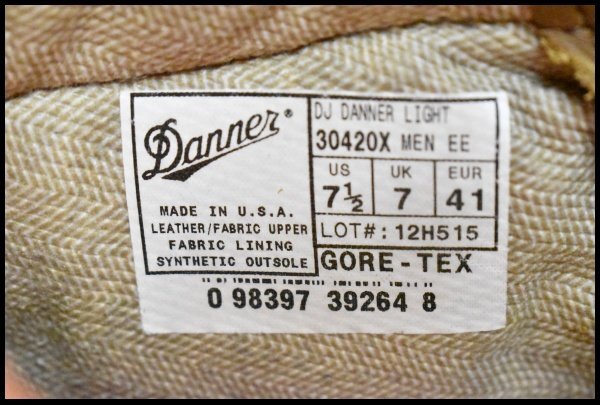 Danner®
MADE IN U.S.A.
LEATHER/FABRIC UPPER
FABRIC LINING
SYNTHETIC OUTSOLE
DJ DANNER LIGHT
30420X MEN EE
US UK EUR
7½ 7 41
LOT#: 12H515
GORE-TEX
0 98397 39264 8